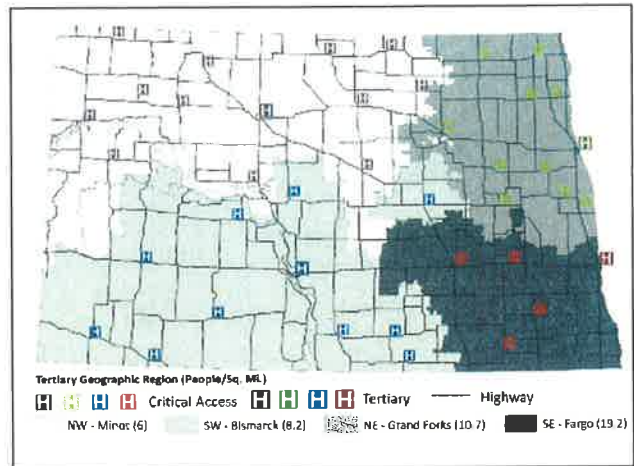 H H
H H
H H H H H
H H H
H H H
H H H H
H H H
H H H
H H H H H
H H
H H H
H H
H
Tertiary Geographic Region (People/Sq. Mi.)
H H H H Critical Access H H H H Tertiary Highway
NW - Minot (6) SW - Bismarck (8.2) NE - Grand Forks (10.7) SE - Fargo (19.2)